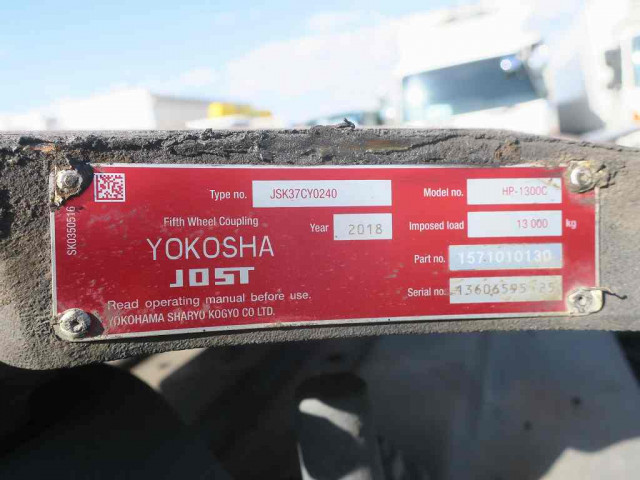 SK0350516
Type no. JSK37CY0240 Model no. HP-1300C
Fifth Wheel Coupling Year 2018 Imposed load 13 000 kg
YOKOSHA Part no. 1571010130
JOST Serial no.
Read operating manual before use.
YOKOHAMA SHARYO KOGYO CO LTD.